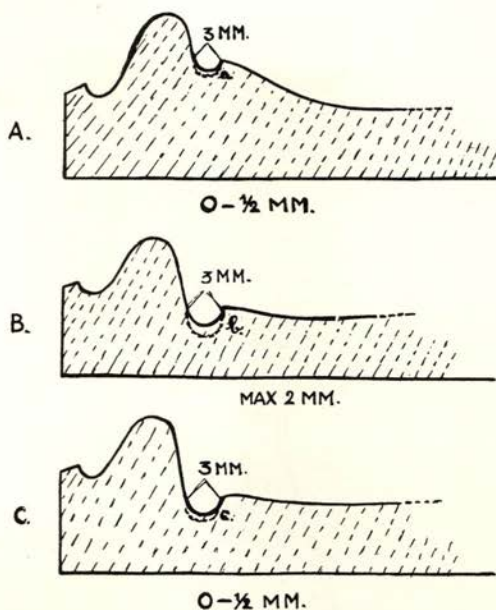 3 MM.
a.
A.
0-½ MM.
3 MM.
b.
B.
MAX 2 MM.
3 MM.
c.
C.
0-½ MM.